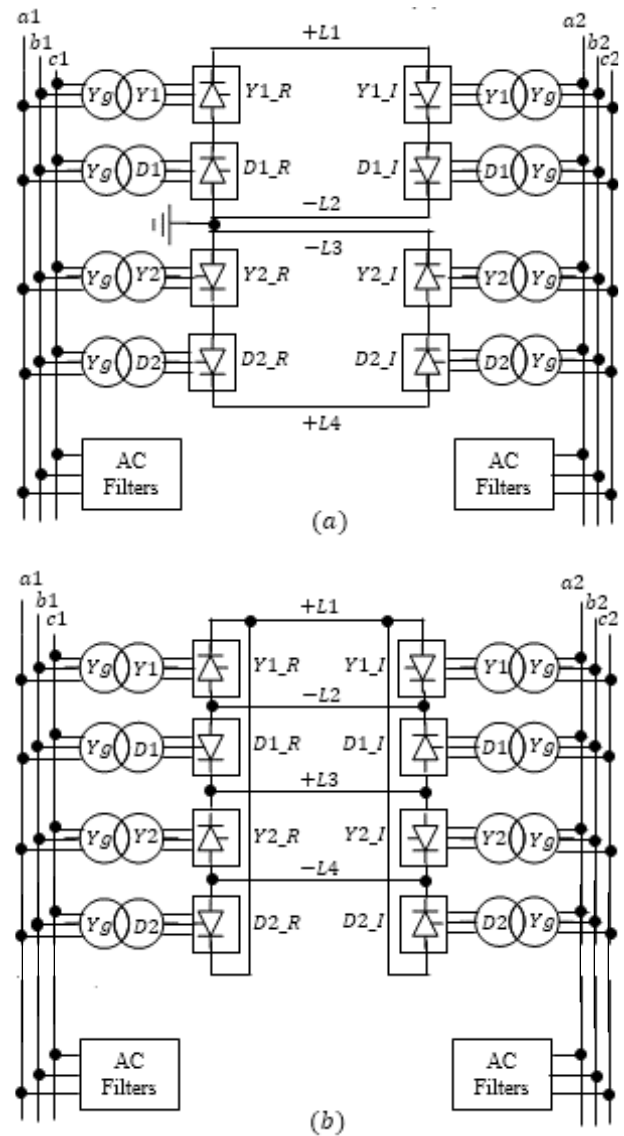 a1 +L1 a2
b1 b2
c1 c2
Yg Y1 Y1_R Y1_I Y1 Yg
Yg D1 D1_R D1_I D1 Yg
-L2
-L3
Yg Y2 Y2_R Y2_I Y2 Yg
Yg D2 D2_R D2_I D2 Yg
+L4
AC Filters AC Filters
(a)
a1 +L1 a2
b1 b2
c1 c2
Yg Y1 Y1_R Y1_I Y1 Yg
-L2
Yg D1 D1_R D1_I D1 Yg
+L3
Yg Y2 Y2_R Y2_I Y2 Yg
-L4
Yg D2 D2_R D2_I D2 Yg
AC Filters AC Filters
(b)